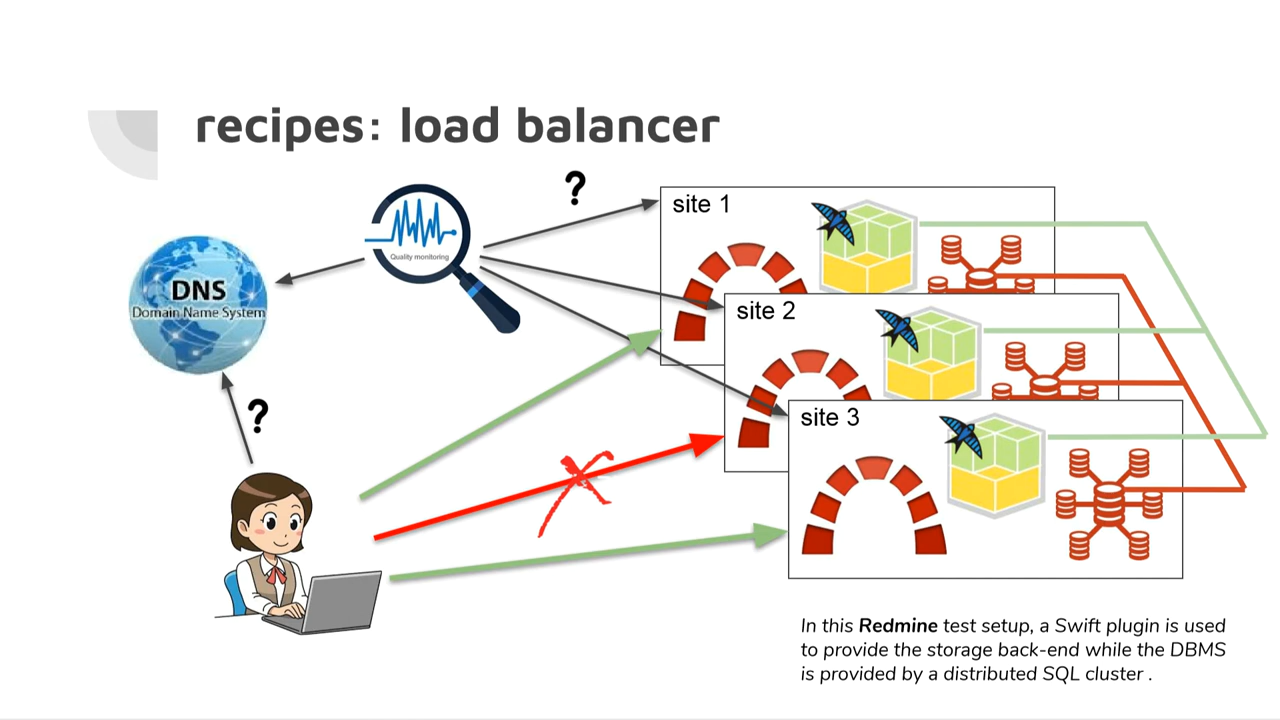 recipes: load balancer
?
site 1
Quality monitoring
DNS
Domain Name System
site 2
?
site 3
In this Redmine test setup, a Swift plugin is used
to provide the storage back-end while the DBMS
is provided by a distributed SQL cluster .